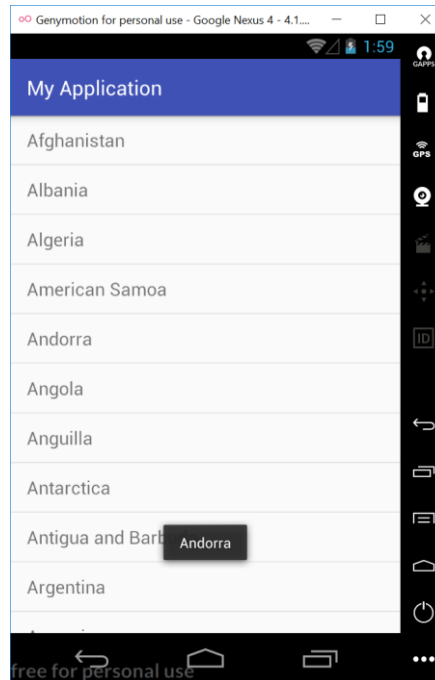 Genymotion for personal use - Google Nexus 4 - 4.1....
1:59
GAPPS
My Application
Afghanistan
Albania
GPS
Algeria
American Samoa
Andorra
ID
Angola
Anguilla
Antarctica
Antigua and Barb
Andorra
Argentina
free for personal use